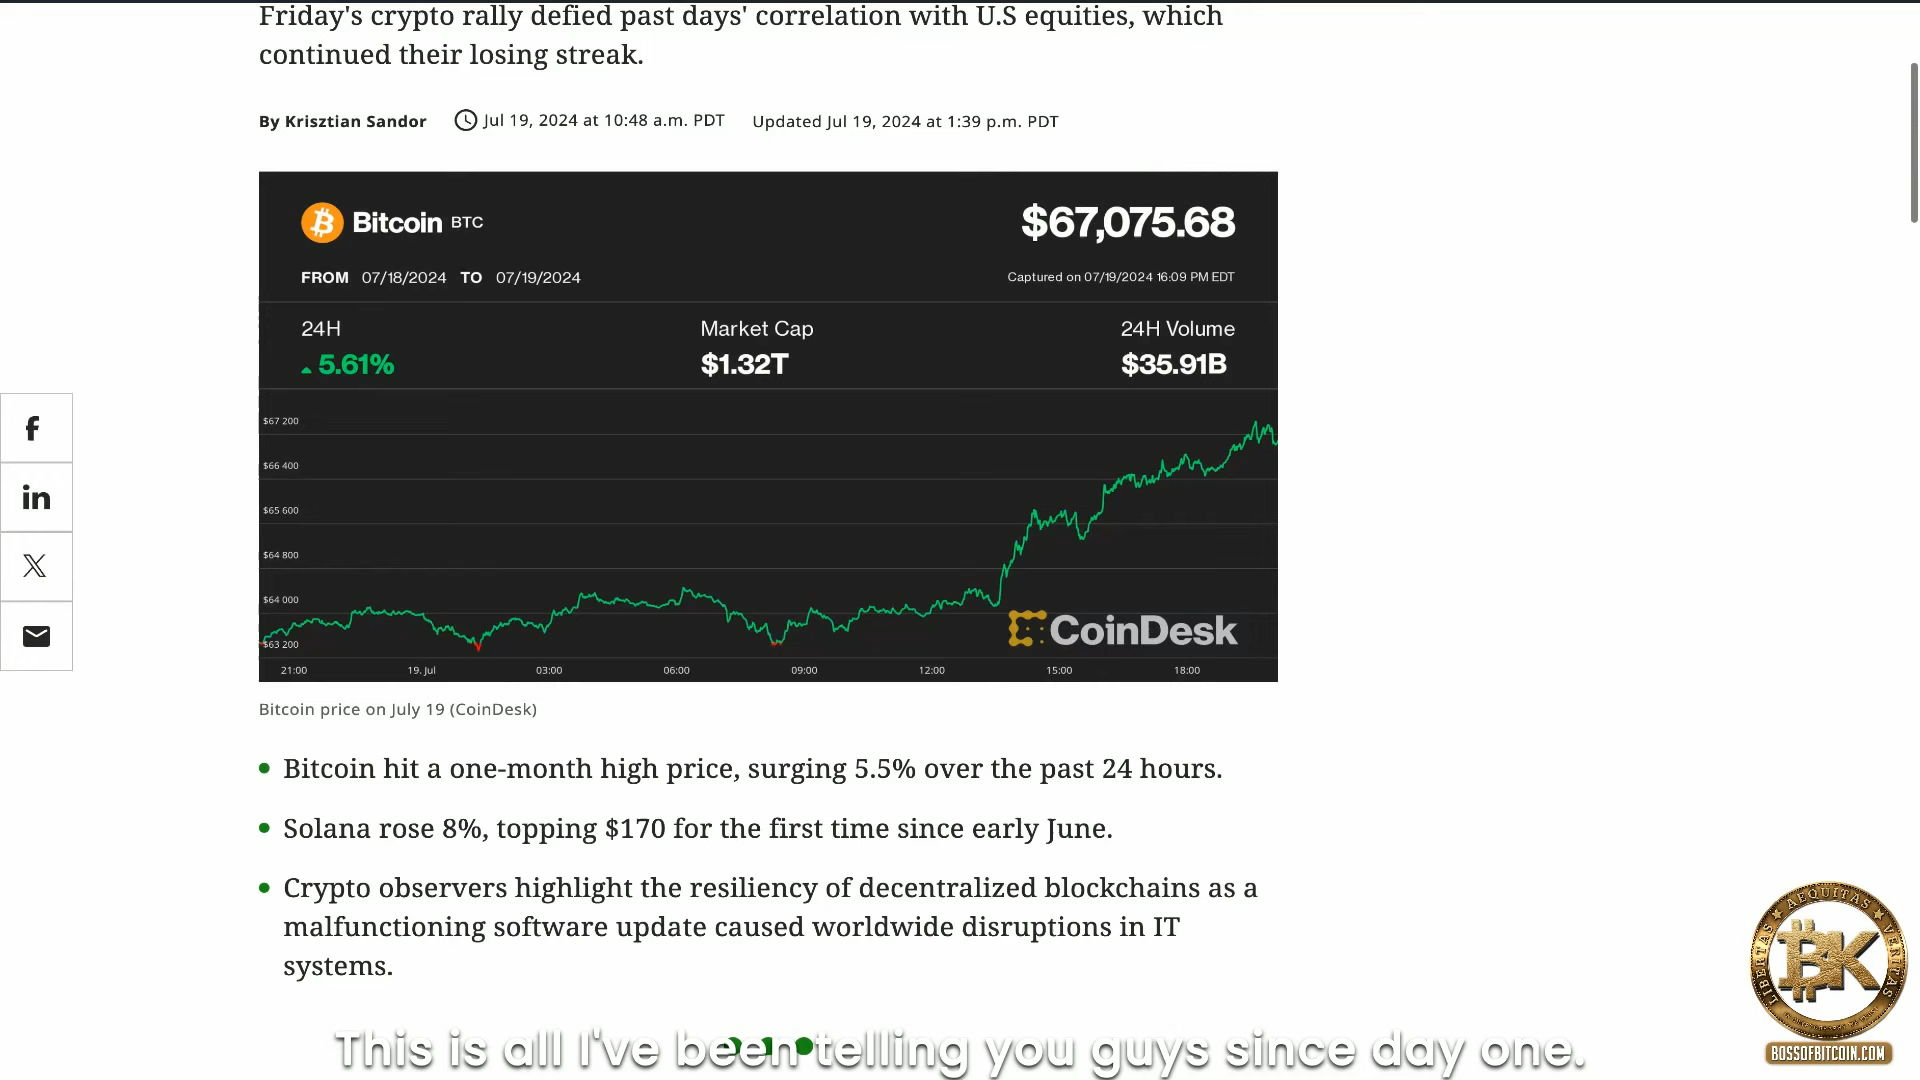 Friday's crypto rally defied past days' correlation with U.S equities, which
continued their losing streak.
By Krisztian Sandor Jul 19, 2024 at 10:48 a.m. PDT Updated Jul 19, 2024 at 1:39 p.m. PDT
Bitcoin BTC $67,075.68
FROM 07/18/2024 TO 07/19/2024 Captured on 07/19/2024 16:09 PM EDT
24H Market Cap 24H Volume
5.61% $1.32T $35.91B
$67 200
$66 400
$65 600
$64 800
$64 000
CoinDesk
$63 200
21:00 19. Jul 03:00 06:00 09:00 12:00 15:00 18:00
Bitcoin price on July 19 (CoinDesk)
Bitcoin hit a one-month high price, surging 5.5% over the past 24 hours.
Solana rose 8%, topping $170 for the first time since early June.
Crypto observers highlight the resiliency of decentralized blockchains as a
malfunctioning software update caused worldwide disruptions in IT
systems.
This is all I've been telling you guys since day one.
AEQUITAS
LIBERTAS
VERITAS
BK
BOSSOFBITCOIN.COM